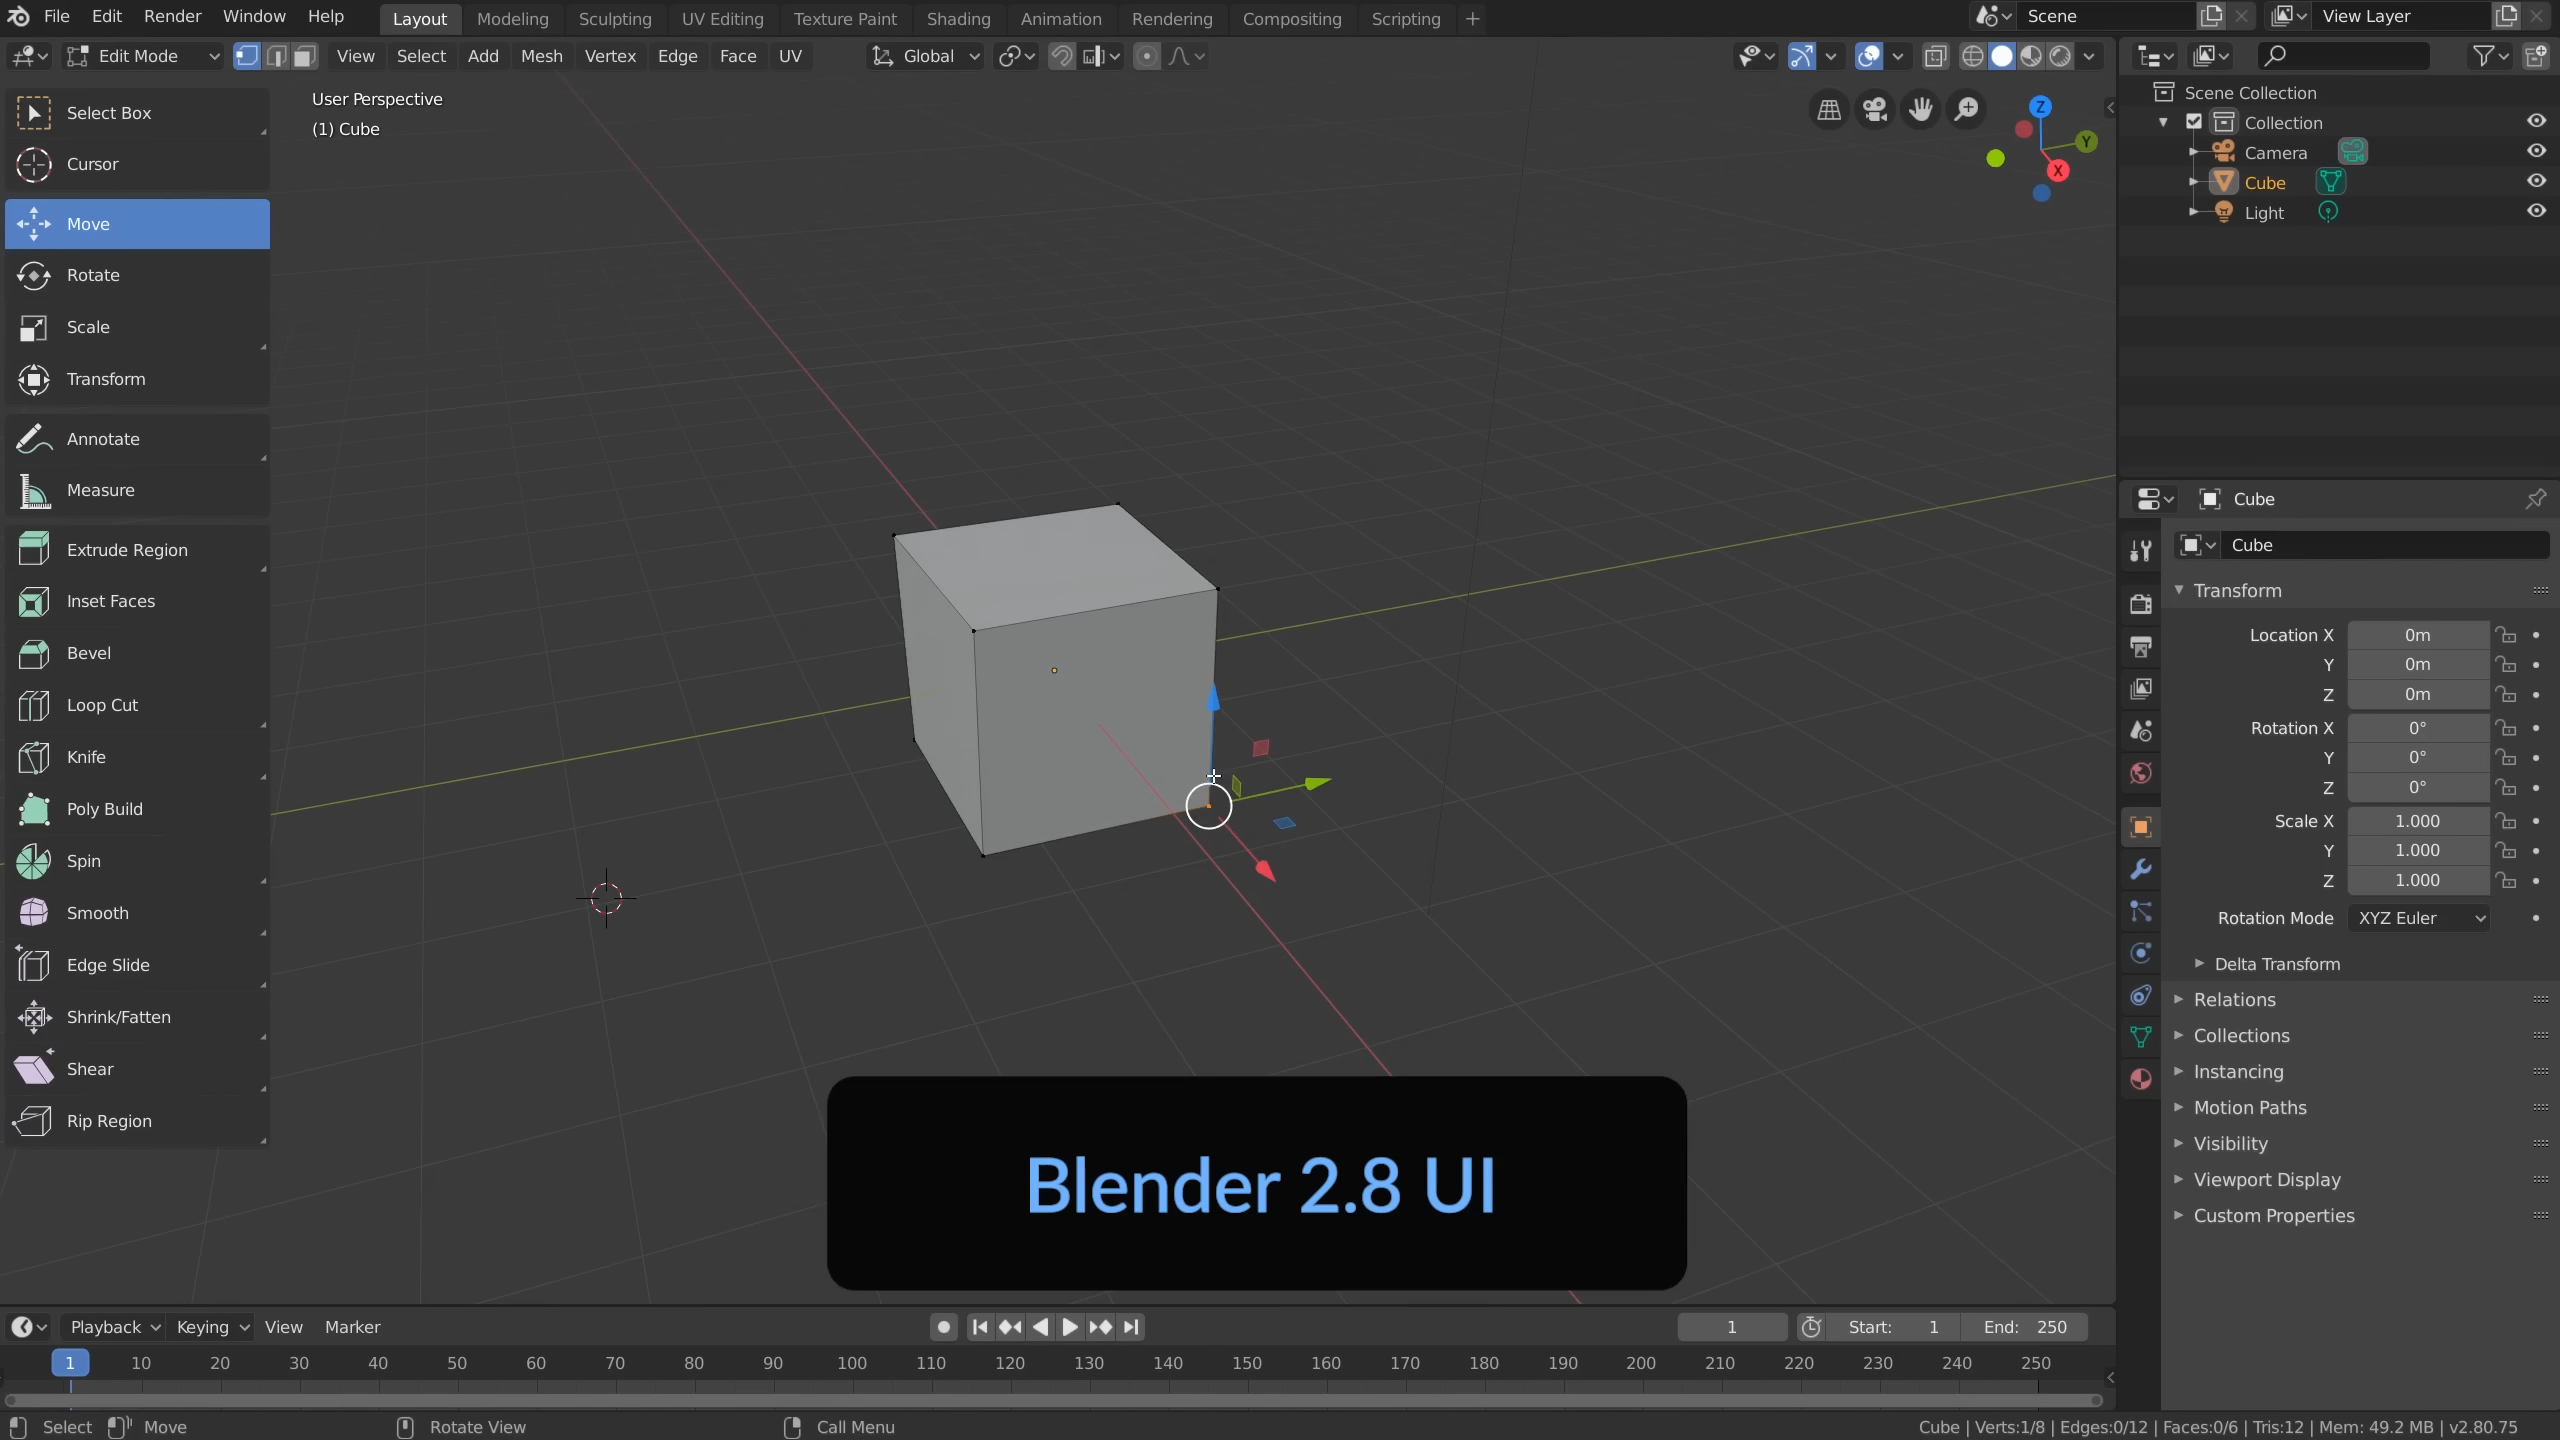 File Edit Render Window Help Layout Modeling Sculpting UV Editing Texture Paint Shading Animation Rendering Compositing Scripting + Scene View Layer
Edit Mode View Select Add Mesh Vertex Edge Face UV Global
User Perspective
(1) Cube
Select Box
Cursor
Move
Rotate
Scale
Transform
Annotate
Measure
Extrude Region
Inset Faces
Bevel
Loop Cut
Knife
Poly Build
Spin
Smooth
Edge Slide
Shrink/Fatten
Shear
Rip Region
Z
Y
X
Blender 2.8 UI
Scene Collection
Collection
Camera
Cube
Light
Cube
Cube
Transform
Location X 0m
Y 0m
Z 0m
Rotation X 0°
Y 0°
Z 0°
Scale X 1.000
Y 1.000
Z 1.000
Rotation Mode XYZ Euler
Delta Transform
Relations
Collections
Instancing
Motion Paths
Visibility
Viewport Display
Custom Properties
Playback Keying View Marker 1 Start: 1 End: 250
1 10 20 30 40 50 60 70 80 90 100 110 120 130 140 150 160 170 180 190 200 210 220 230 240 250
Select Move Rotate View Call Menu Cube | Verts:1/8 | Edges:0/12 | Faces:0/6 | Tris:12 | Mem: 49.2 MB | v2.80.75